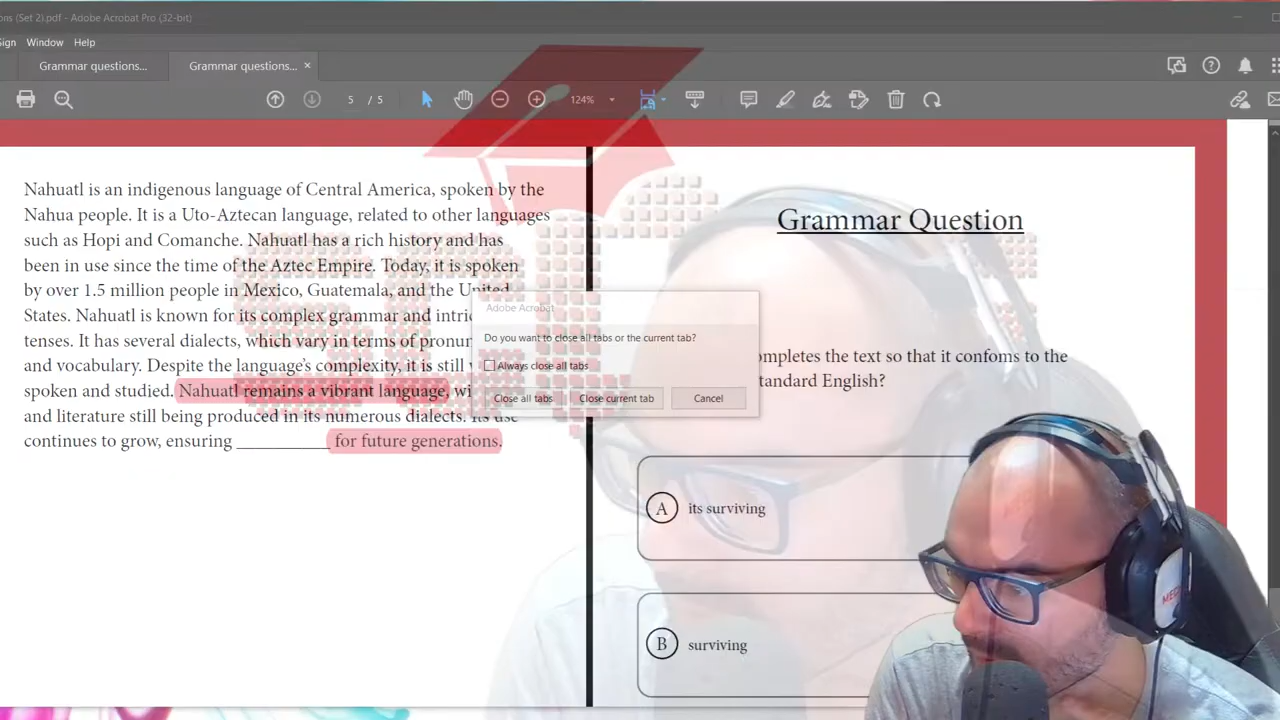 ons (Set 2).pdf - Adobe Acrobat Pro (32-bit)
Sign Window Help
Grammar questions... Grammar questions... ×
5 / 5 124%
Nahuatl is an indigenous language of Central America, spoken by the
Nahua people. It is a Uto-Aztecan language, related to other languages
such as Hopi and Comanche. Nahuatl has a rich history and has
been in use since the time of the Aztec Empire. Today, it is spoken
by over 1.5 million people in Mexico, Guatemala, and the United
States. Nahuatl is known for its complex grammar and intric
tenses. It has several dialects, which vary in terms of pronun
and vocabulary. Despite the language's complexity, it is still
spoken and studied. Nahuatl remains a vibrant language, wi
and literature still being produced in its numerous dialects. Its use
continues to grow, ensuring __________ for future generations.
Adobe Acrobat
Do you want to close all tabs or the current tab?
Always close all tabs
Close all tabs Close current tab Cancel
Grammar Question
ompletes the text so that it confoms to the
tandard English?
A its surviving
B surviving